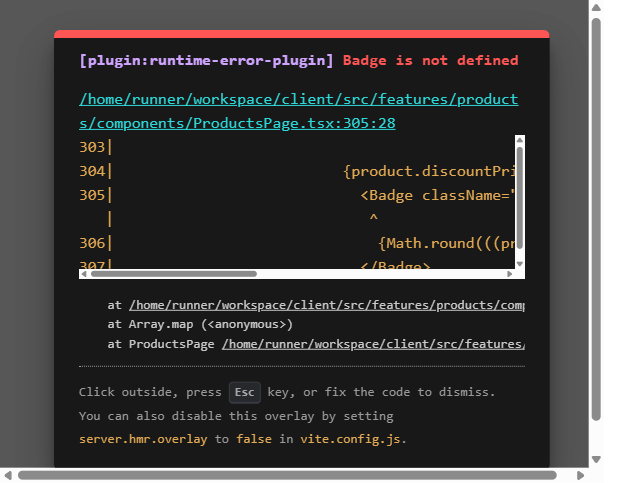 [plugin:runtime-error-plugin] Badge is not defined
/home/runner/workspace/client/src/features/product
s/components/ProductsPage.tsx:305:28
303|
304|                          {product.discountPri
305|                            <Badge className="
   |                             ^
306|                              {Math.round(((pr
307|                            </Badge>
at /home/runner/workspace/client/src/features/products/comp
at Array.map (<anonymous>)
at ProductsPage /home/runner/workspace/client/src/features/
Click outside, press Esc key, or fix the code to dismiss.
You can also disable this overlay by setting
server.hmr.overlay to false in vite.config.js.